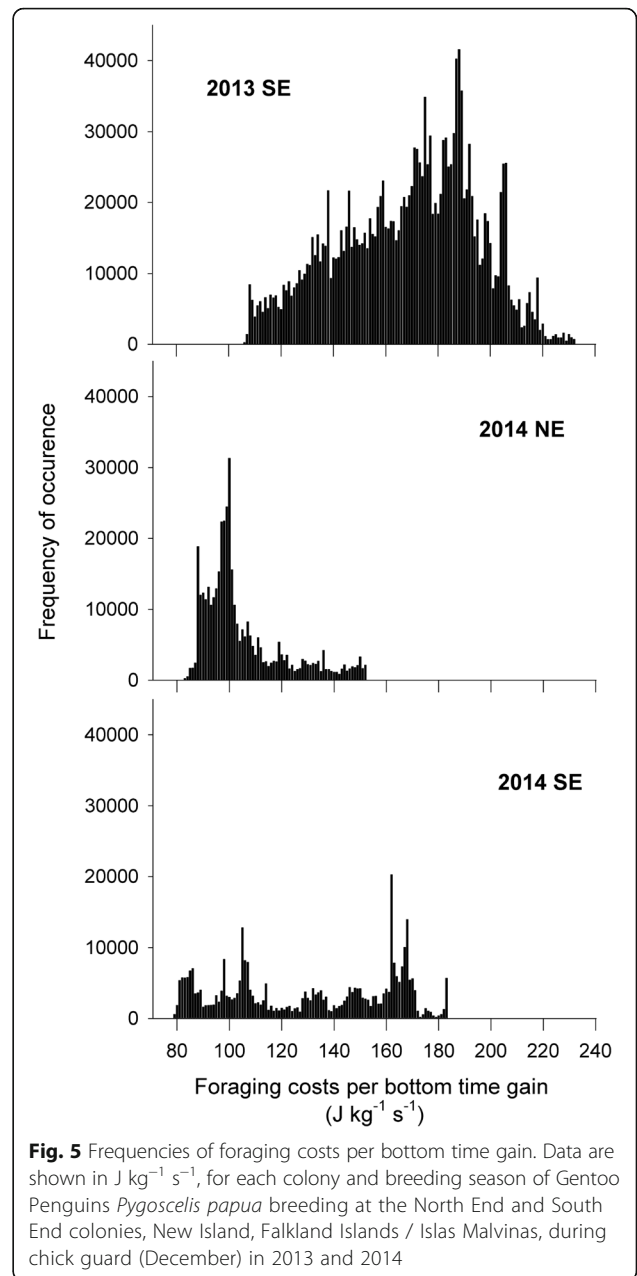 40000
30000
20000
10000
0
2013 SE
40000
30000
20000
10000
0
2014 NE
Frequency of occurence
40000
30000
20000
10000
0
2014 SE
80 100 120 140 160 180 200 220 240
Foraging costs per bottom time gain
(J kg⁻¹ s⁻¹)
Fig. 5 Frequencies of foraging costs per bottom time gain. Data are
shown in J kg⁻¹ s⁻¹, for each colony and breeding season of Gentoo
Penguins Pygoscelis papua breeding at the North End and South
End colonies, New Island, Falkland Islands / Islas Malvinas, during
chick guard (December) in 2013 and 2014